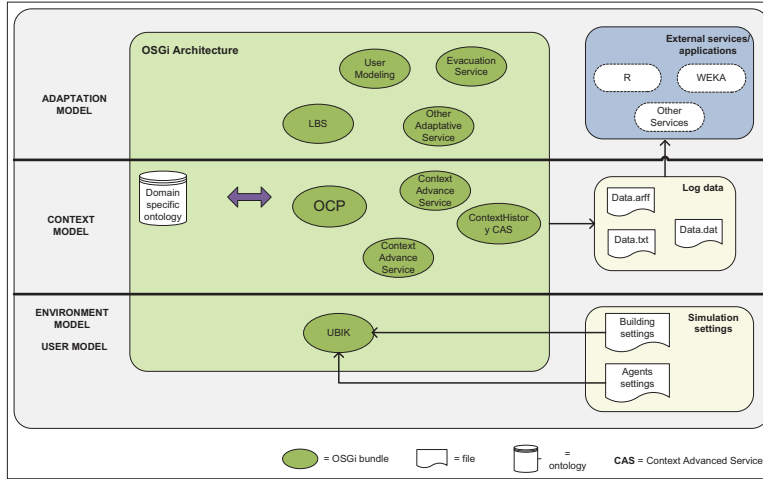 OSGi Architecture
External services/
applications
User
Modeling
Evacuation
Service
R
WEKA
ADAPTATION
MODEL
LBS
Other
Adaptative
Service
Other
Services
Domain
specific
ontology
OCP
Context
Advance
Service
Log data
Data.arff
CONTEXT
MODEL
ContextHistor
y CAS
Data.txt
Data.dat
Context
Advance
Service
ENVIRONMENT
MODEL
USER MODEL
UBIK
Building
settings
Simulation
settings
Agents
settings
= OSGi bundle
= file
=
ontology
CAS = Context Advanced Service